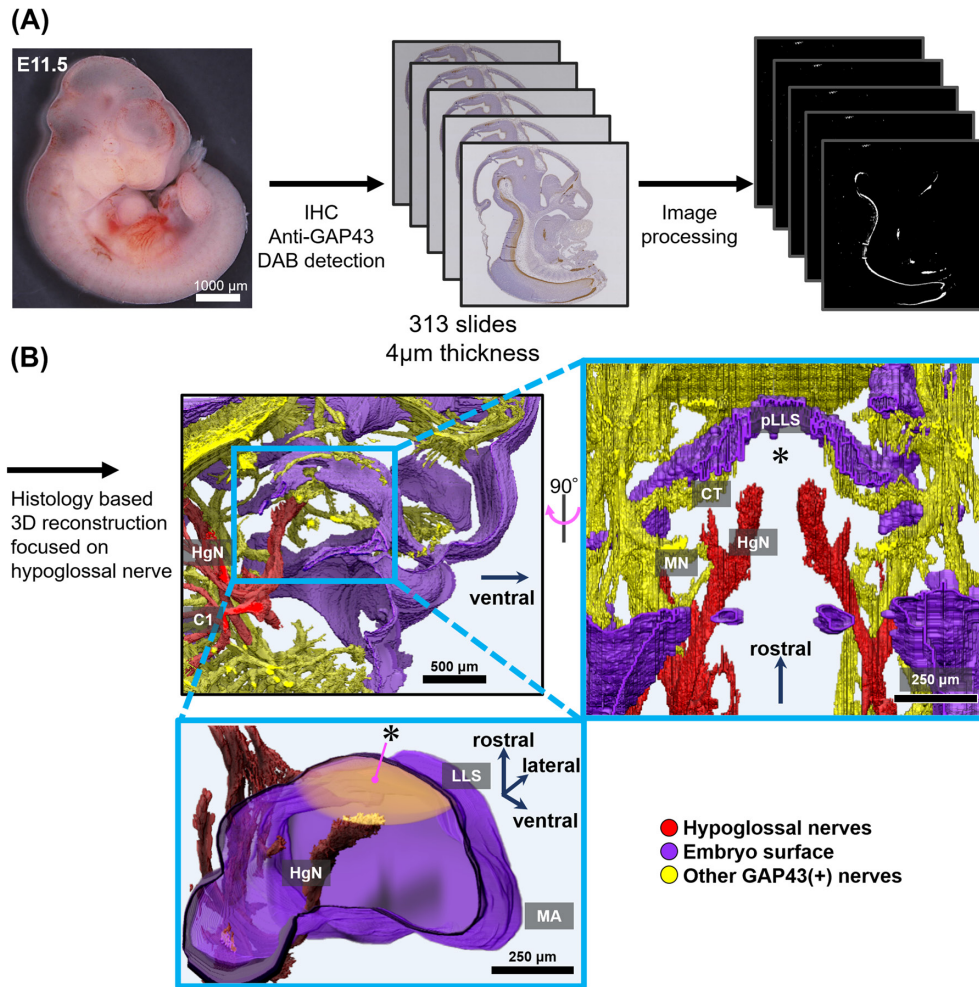 (A)
E11.5
1000 µm
IHC
Anti-GAP43
DAB detection
313 slides
4µm thickness
Image
processing
(B)
Histology based
3D reconstruction
focused on
hypoglossal nerve
HgN
C1
ventral
500 µm
90°
pLLS
*
CT
HgN
MN
rostral
250 µm
*
rostral
LLS
lateral
ventral
HgN
MA
250 µm
Hypoglossal nerves
Embryo surface
Other GAP43(+) nerves